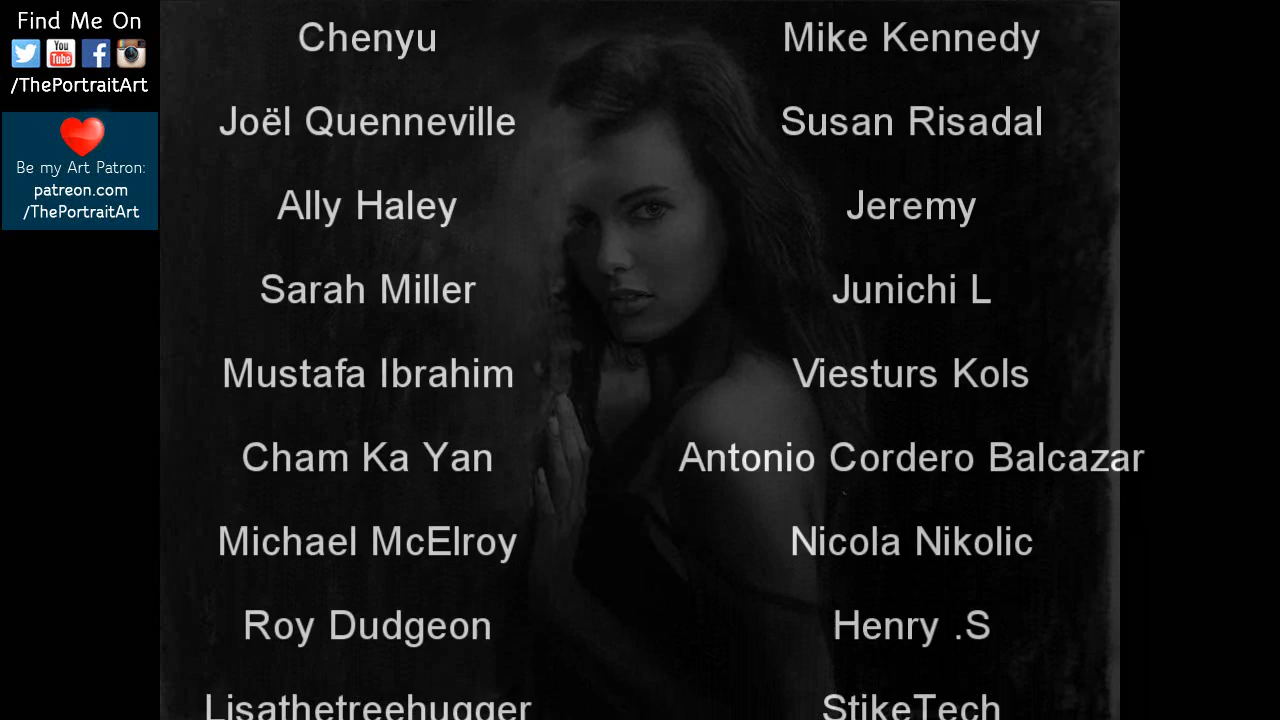 Find Me On
You
Tube
/ThePortraitArt
Be my Art Patron:
patreon.com
/ThePortraitArt
Chenyu
Mike Kennedy
Joël Quenneville
Susan Risadal
Ally Haley
Jeremy
Sarah Miller
Junichi L
Mustafa Ibrahim
Viesturs Kols
Cham Ka Yan
Antonio Cordero Balcazar
Michael McElroy
Nicola Nikolic
Roy Dudgeon
Henry .S
Lisathetreehugger
StikeTech